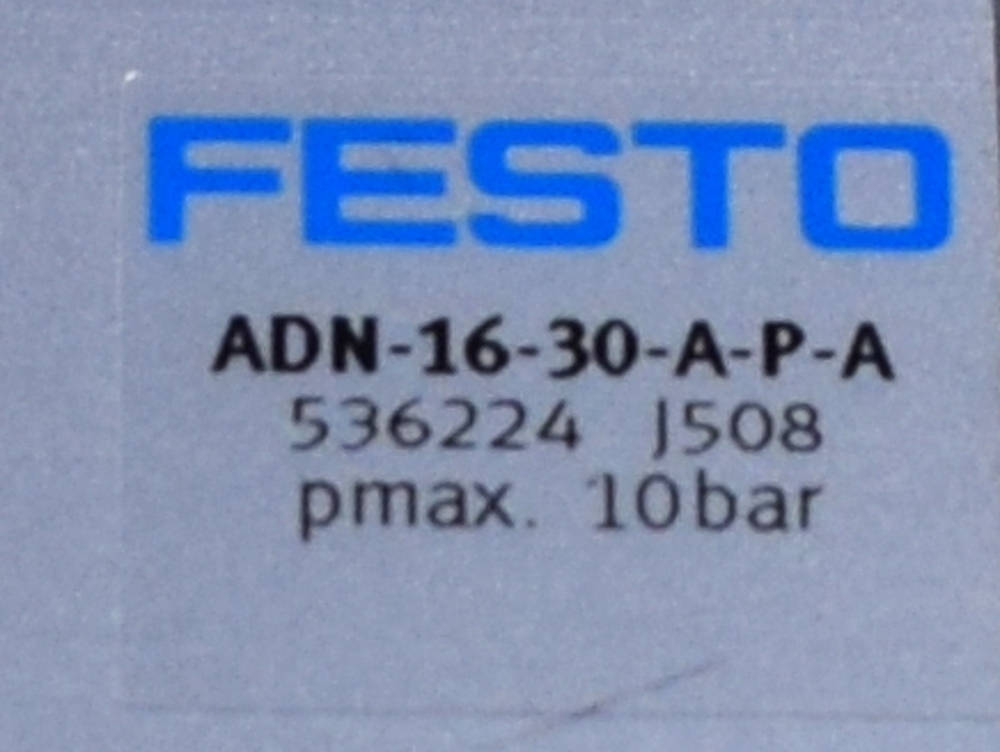 FESTO
ADN-16-30-A-P-A
536224 J508
pmax. 10bar